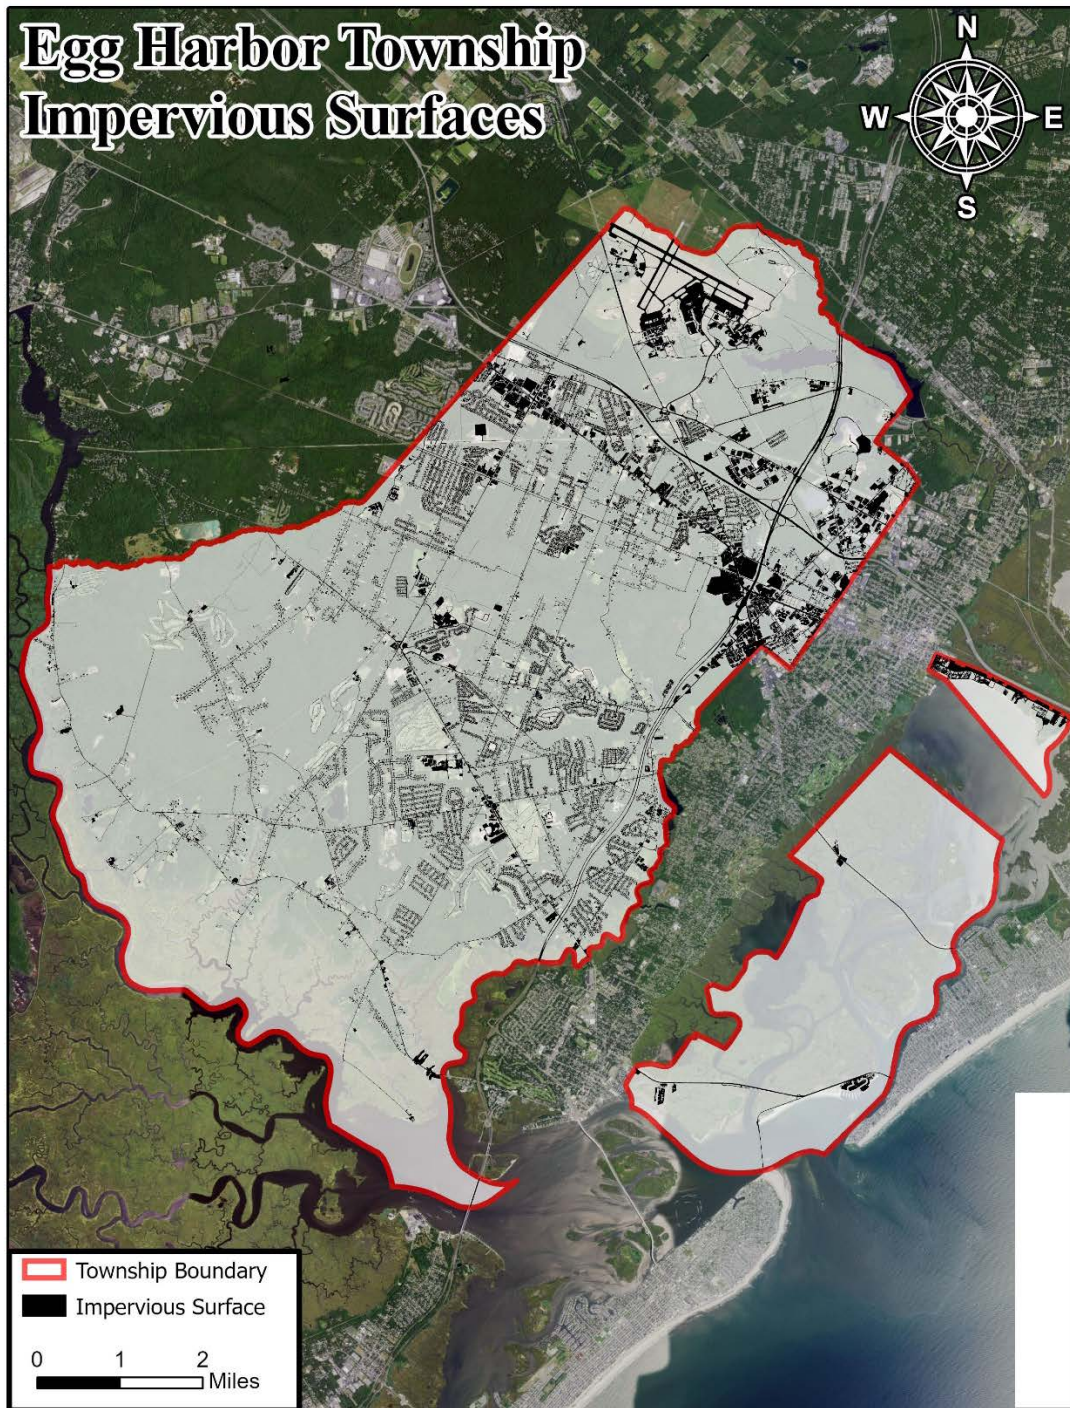 Egg Harbor Township
Impervious Surfaces
N
W
E
S
Township Boundary
Impervious Surface
0 1 2
Miles